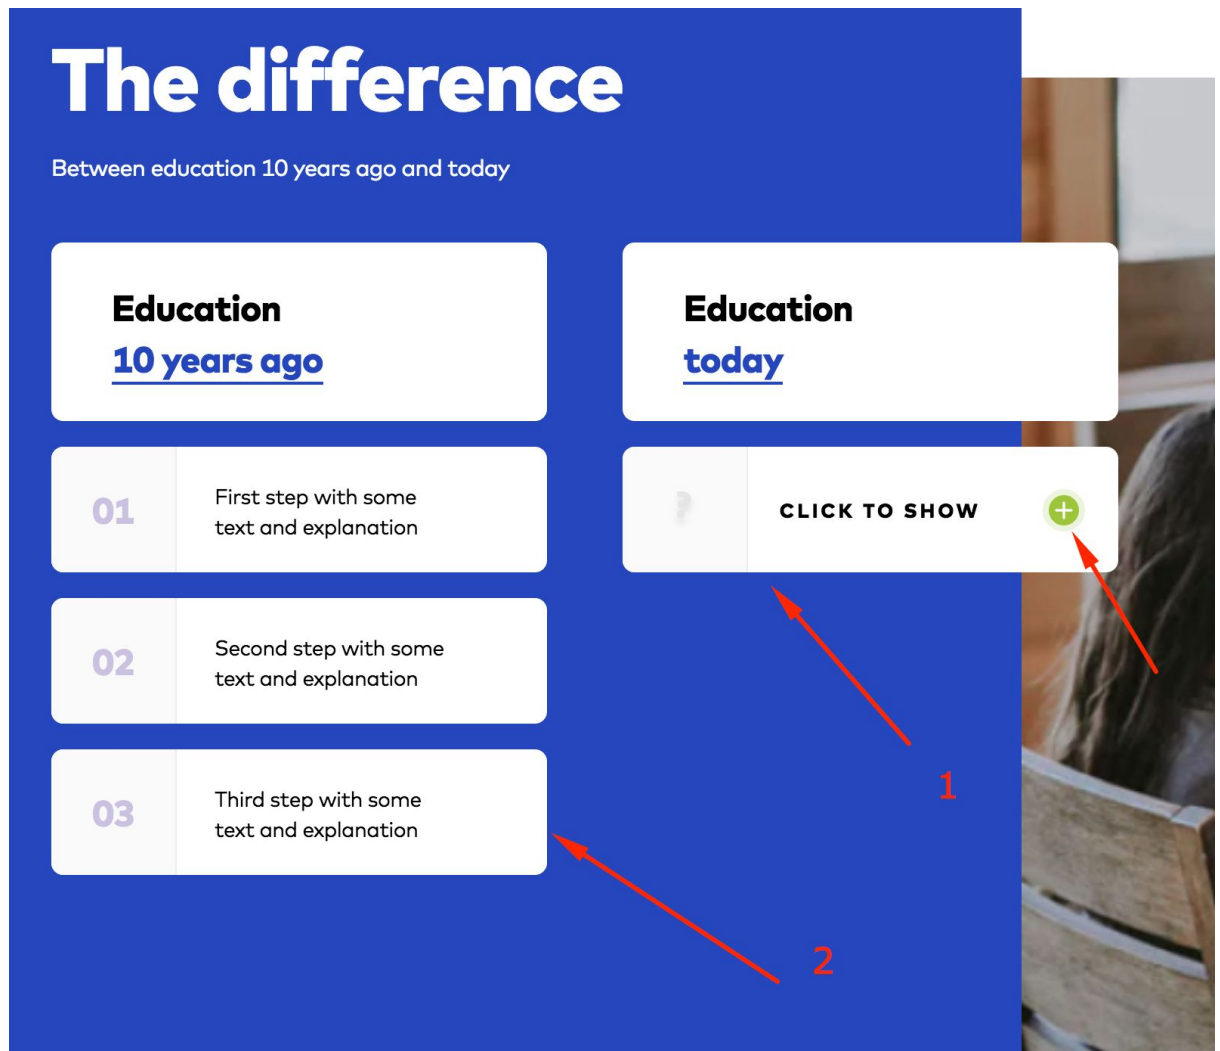 The difference
Between education 10 years ago and today
Education
10 years ago
01
First step with some
text and explanation
02
Second step with some
text and explanation
03
Third step with some
text and explanation
Education
today
?
CLICK TO SHOW
1
2